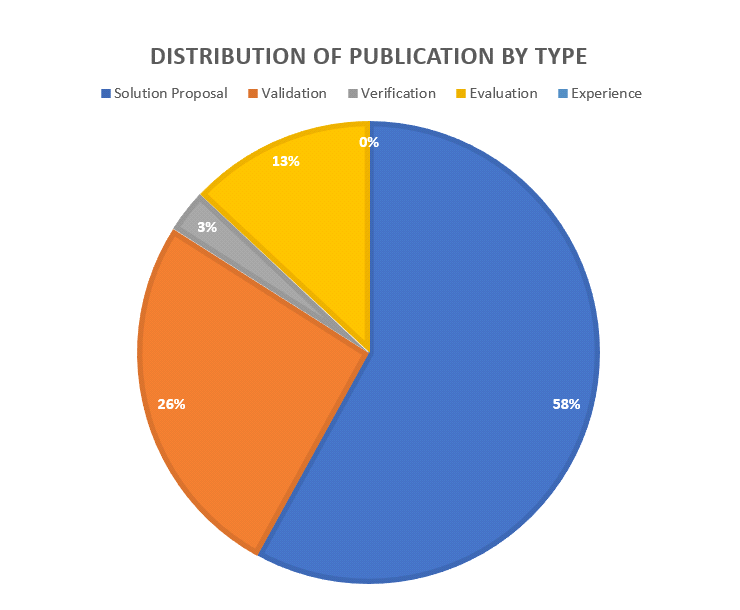 DISTRIBUTION OF PUBLICATION BY TYPE
Solution Proposal Validation Verification Evaluation Experience
0%
13%
3%
26%
58%